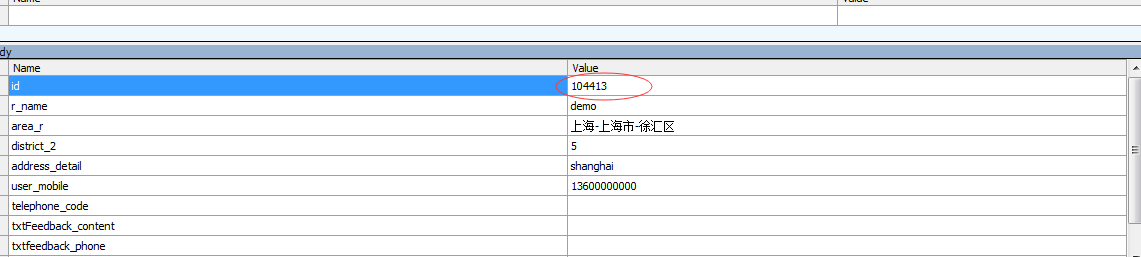 Name Value
dy
Name Value
id 104413
r_name demo
area_r 上海-上海市-徐汇区
district_2 5
address_detail shanghai
user_mobile 13600000000
telephone_code
txtFeedback_content
txtfeedback_phone